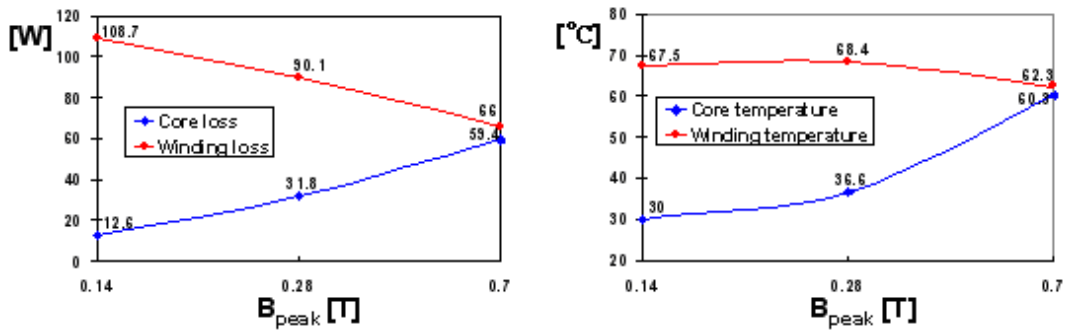 [W]
120
100
80
60
40
20
0
108.7
90.1
66
59.4
31.8
12.6
Core loss
Winding loss
0.14 0.28 0.7
Bpeak [T]
[°C]
80
70
60
50
40
30
20
67.5
68.4
62.3
60.3
36.6
30
Core temperature
Winding temperature
0.14 0.28 0.7
Bpeak [T]